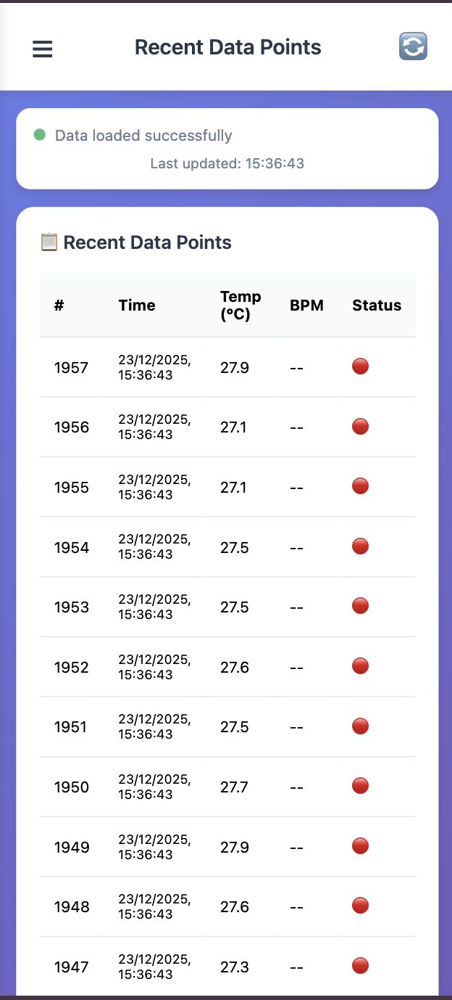 Recent Data Points
Data loaded successfully
Last updated: 15:36:43
Recent Data Points
# Time Temp (°C) BPM Status
1957 23/12/2025, 15:36:43 27.9 --
1956 23/12/2025, 15:36:43 27.1 --
1955 23/12/2025, 15:36:43 27.1 --
1954 23/12/2025, 15:36:43 27.5 --
1953 23/12/2025, 15:36:43 27.5 --
1952 23/12/2025, 15:36:43 27.6 --
1951 23/12/2025, 15:36:43 27.5 --
1950 23/12/2025, 15:36:43 27.7 --
1949 23/12/2025, 15:36:43 27.9 --
1948 23/12/2025, 15:36:43 27.6 --
1947 23/12/2025, 15:36:43 27.3 --